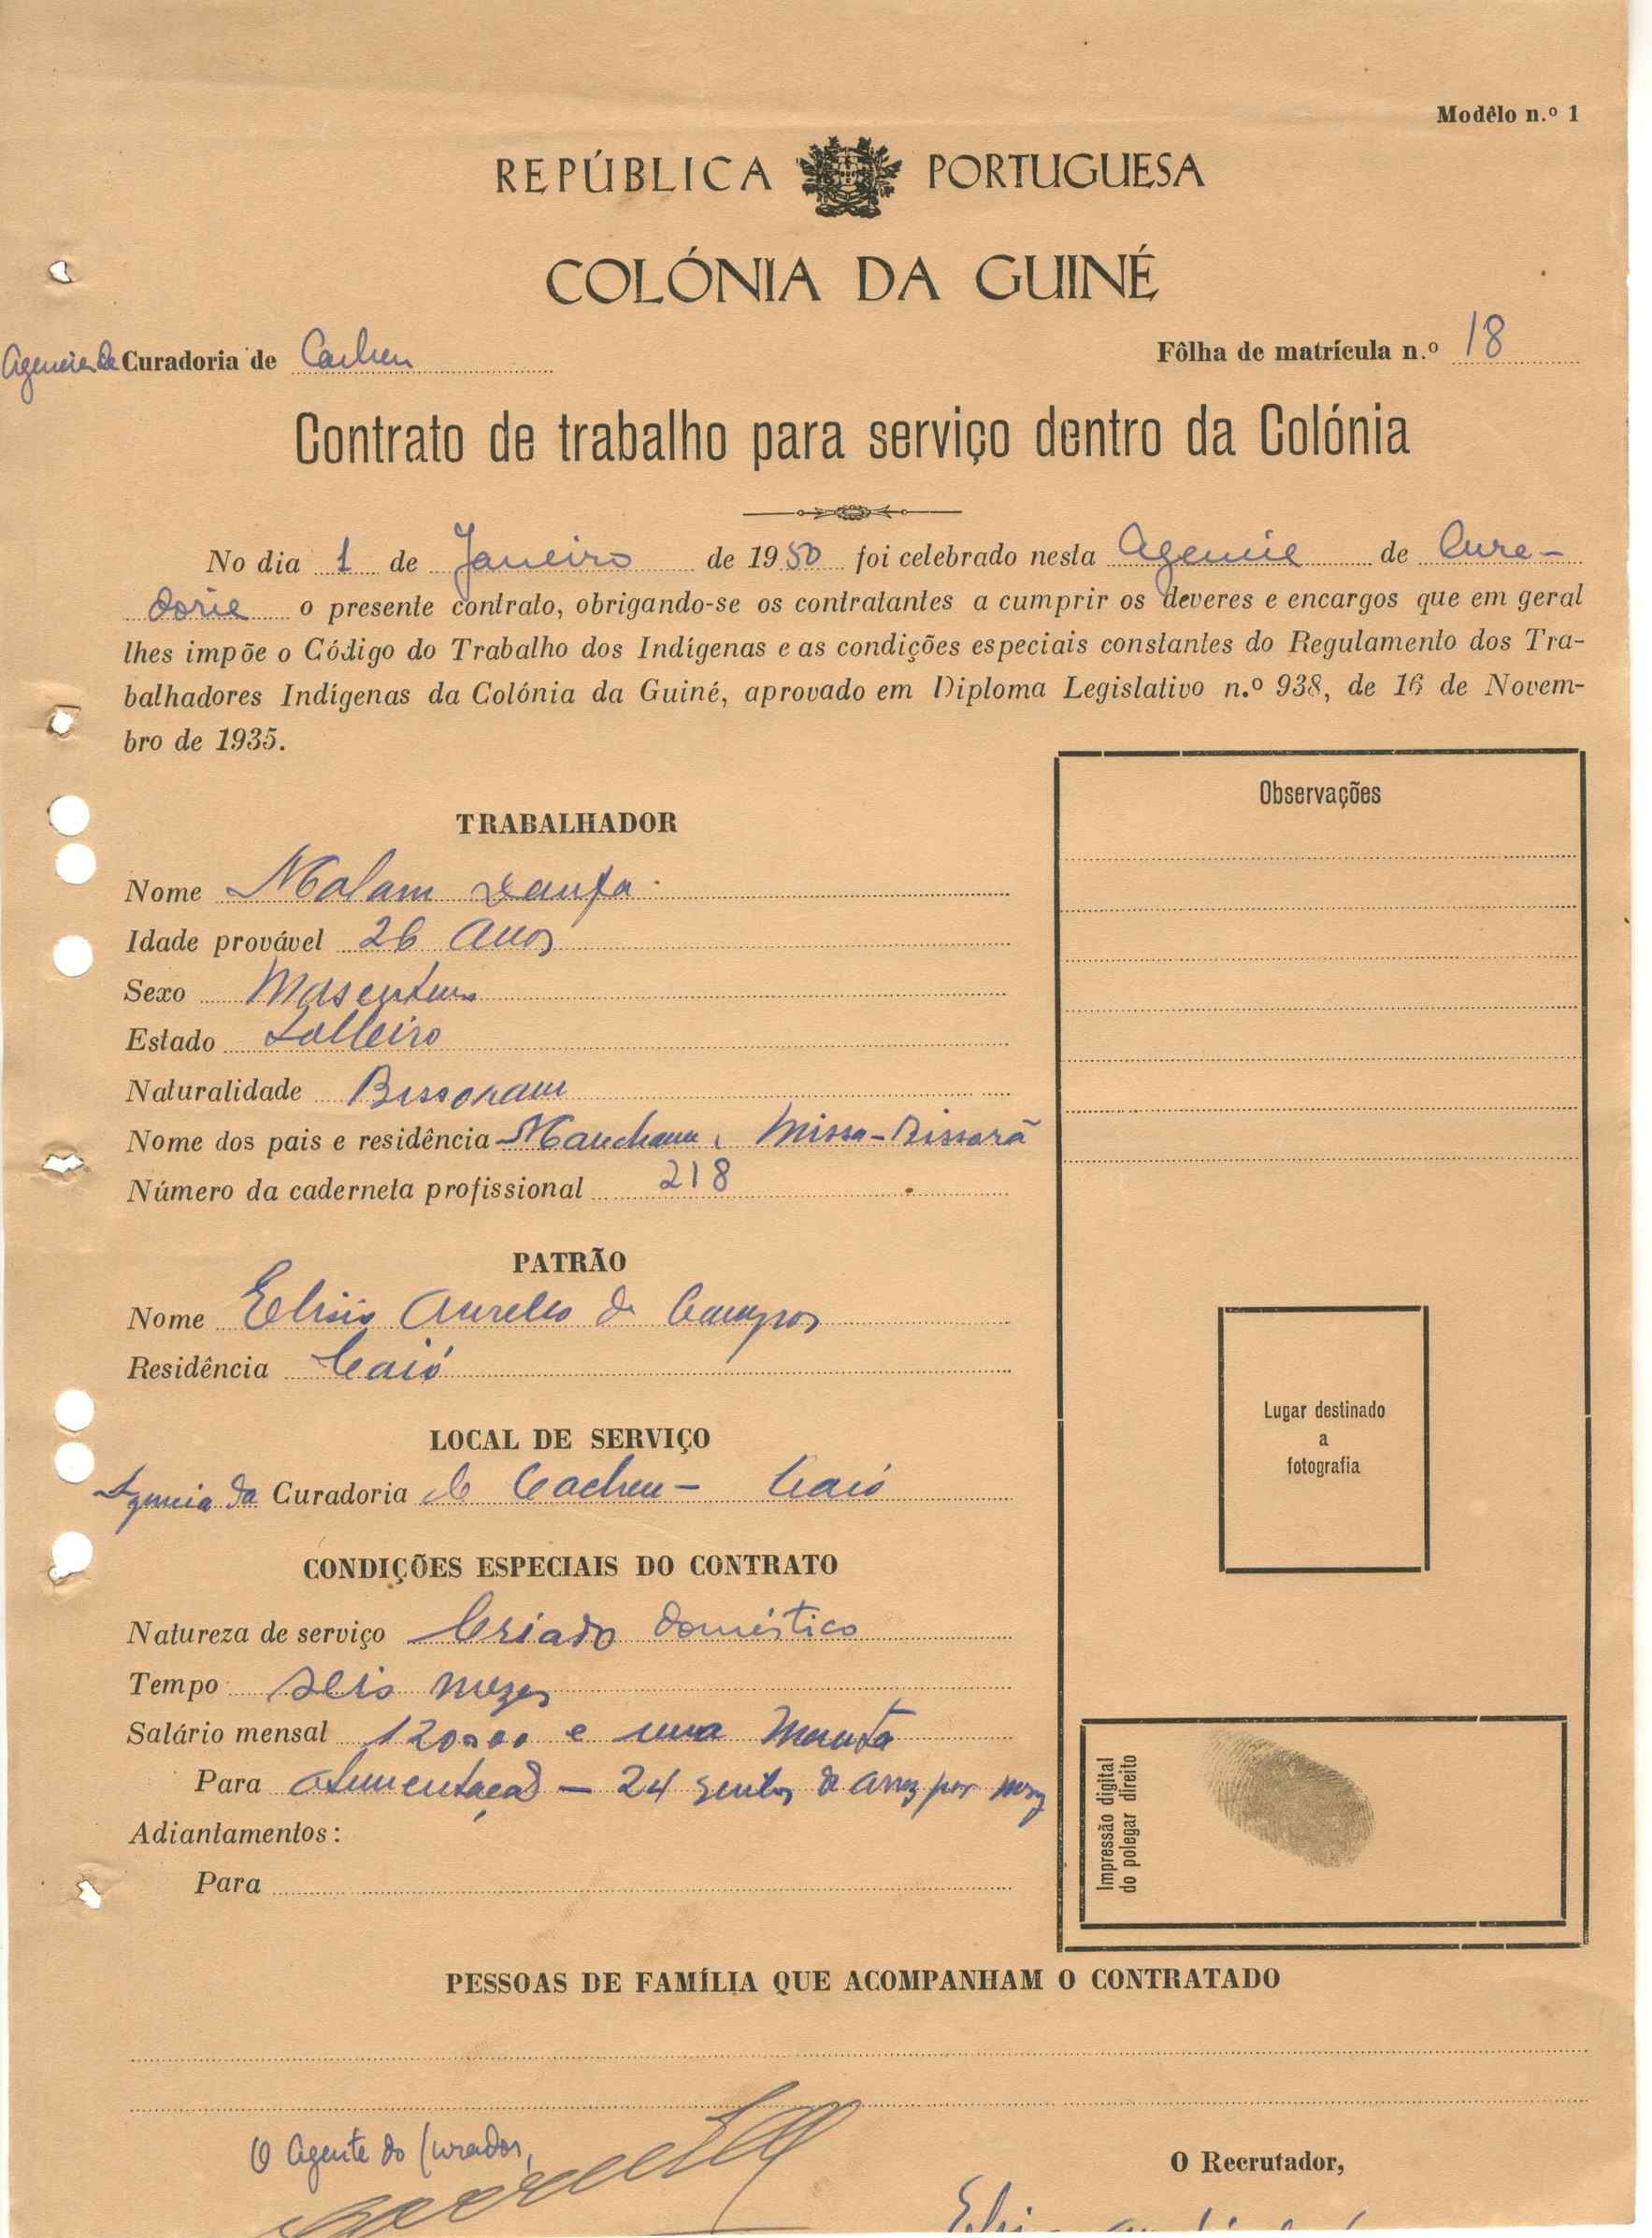 Modêlo n.º 1
REPÚBLICA PORTUGUESA
COLÓNIA DA GUINÉ
Agencia da Curadoria de Cacheu Fôlha de matrícula n.º 18
Contrato de trabalho para serviço dentro da Colónia
No dia 1 de Janeiro de 1950 foi celebrado nesta Agencia de Cura-
doria o presente contrato, obrigando-se os contratantes a cumprir os deveres e encargos que em geral
lhes impõe o Código do Trabalho dos Indígenas e as condições especiais constantes do Regulamento dos Tra-
balhadores Indígenas da Colónia da Guiné, aprovado em Diploma Legislativo n.º 938, de 16 de Novem-
bro de 1935.
TRABALHADOR
Nome Malam
Idade provável 26 Anos
Sexo Masculino
Estado Solteiro
Naturalidade
Nome dos pais e residência
Número da caderneta profissional 218
PATRÃO
Nome Elisio Aurelio de Campos
Residência Caió
LOCAL DE SERVIÇO
Agencia da Curadoria de Cacheu - Caió
CONDIÇÕES ESPECIAIS DO CONTRATO
Natureza de serviço Criado domestico
Tempo seis mezes
Salário mensal 120$00 e uma Manta
Para alimentação - 24 de arroz por mez
Adiantamentos:
Para
Observações
Lugar destinado
a
fotografia
Impressão digital
do polegar direito
PESSOAS DE FAMÍLIA QUE ACOMPANHAM O CONTRATADO
O Agente do Curador,
O Recrutador,